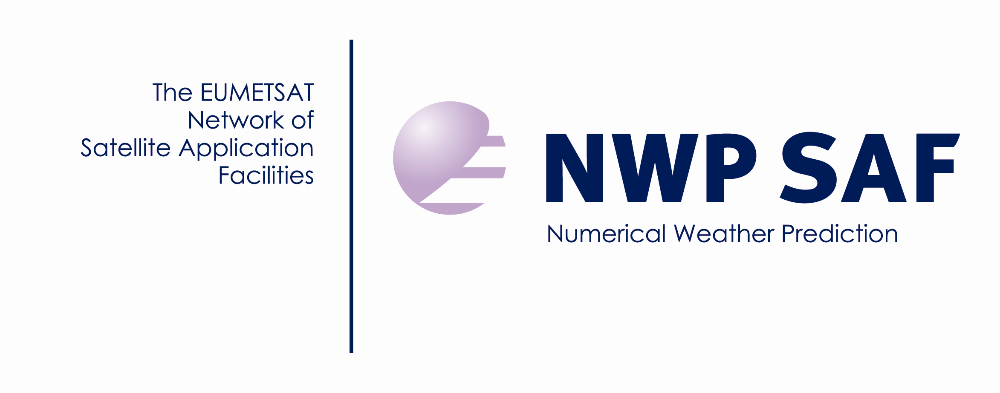 The EUMETSAT
Network of
Satellite Application
Facilities
NWP SAF
Numerical Weather Prediction